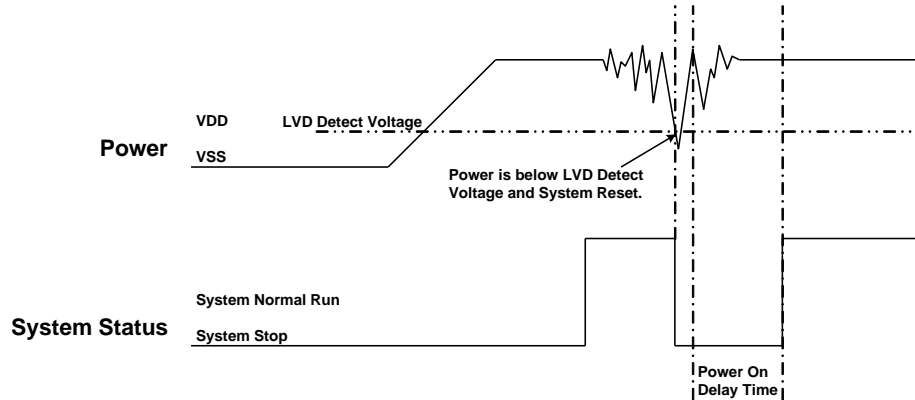 VDD
LVD Detect Voltage
Power
VSS
Power is below LVD Detect
Voltage and System Reset.
System Normal Run
System Status
System Stop
Power On
Delay Time